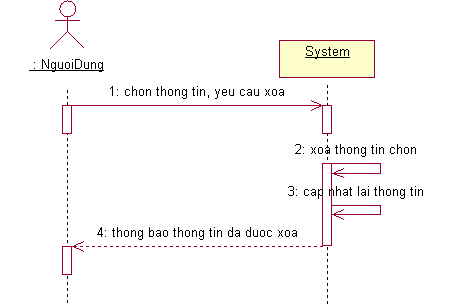 : NguoiDung
System
1: chon thong tin, yeu cau xoa
2: xoa thong tin chon
3: cap nhat lai thong tin
4: thong bao thong tin da duoc xoa